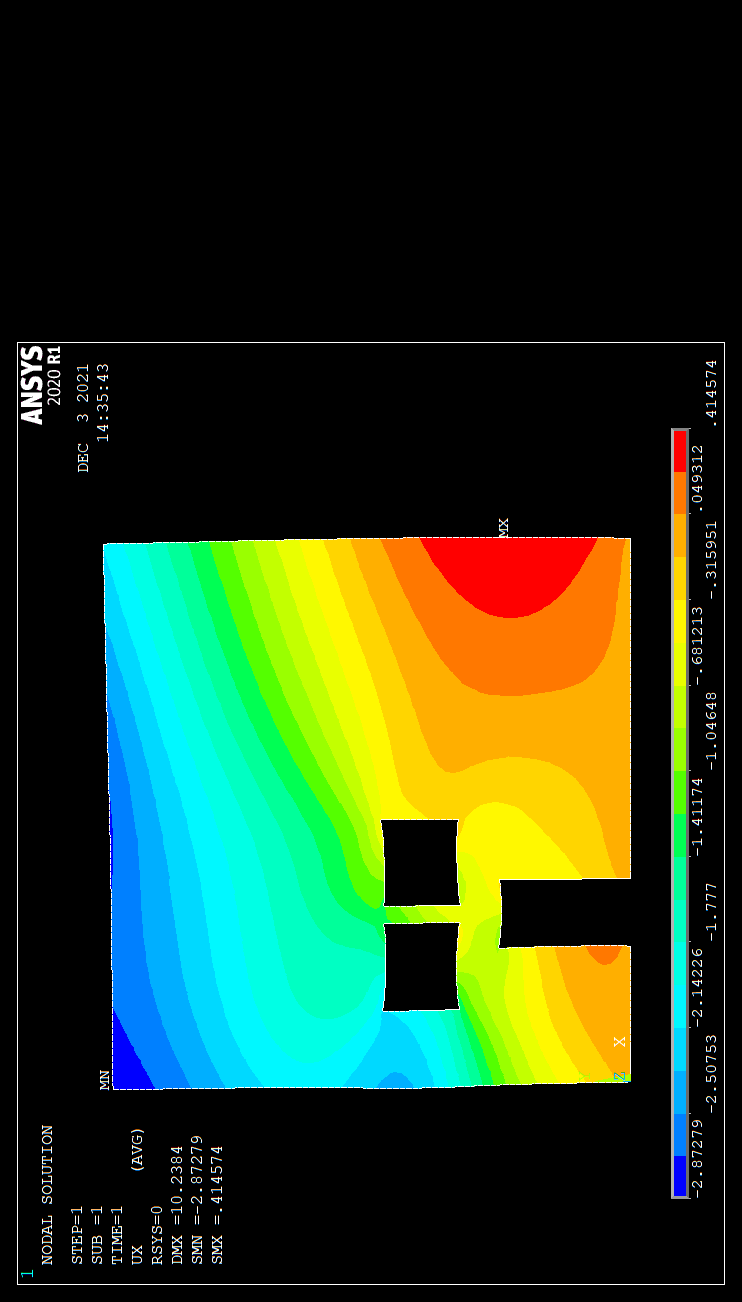 1
NODAL SOLUTION
STEP=1
SUB =1
TIME=1
UX (AVG)
RSYS=0
DMX =10.2384
SMN =-2.87279
SMX =.414574
ANSYS
2020 R1
DEC 3 2021
14:35:43
MN
MX
Z X
-2.87279
-2.50753
-2.14226
-1.777
-1.41174
-1.04648
-.681213
-.315951
.049312
.414574